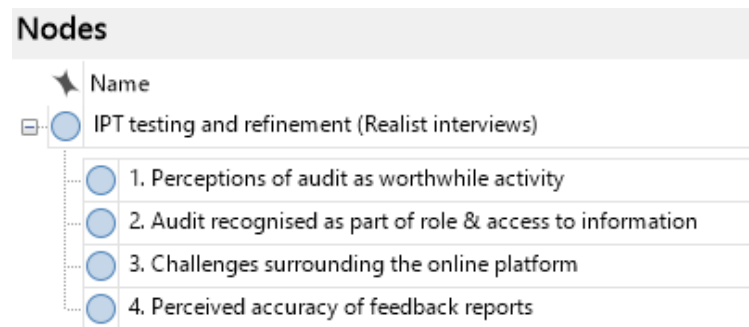 Nodes
Name
IPT testing and refinement (Realist interviews)
1. Perceptions of audit as worthwhile activity
2. Audit recognised as part of role & access to information
3. Challenges surrounding the online platform
4. Perceived accuracy of feedback reports